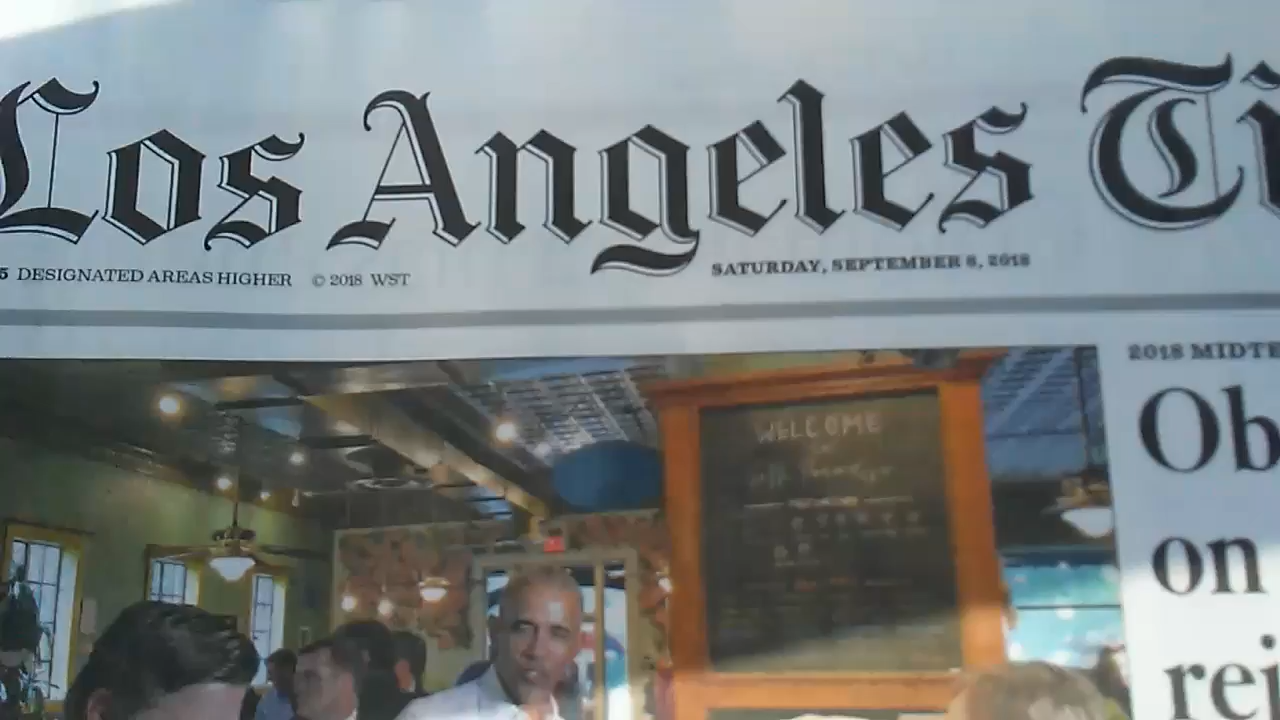 Los Angeles Ti
5 DESIGNATED AREAS HIGHER © 2018 WST
SATURDAY, SEPTEMBER 8, 2018
2018 MIDTE
Ob
on
rei
WELCOME